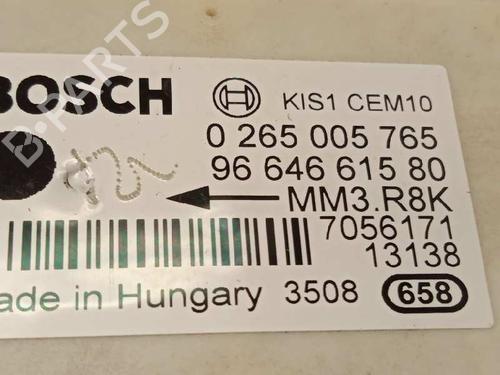 BOSCH
KIS1 CEM10
0 265 005 765
96 646 615 80
MM3.R8K
7056171
13138
ade in Hungary 3508 658
B-PARTS